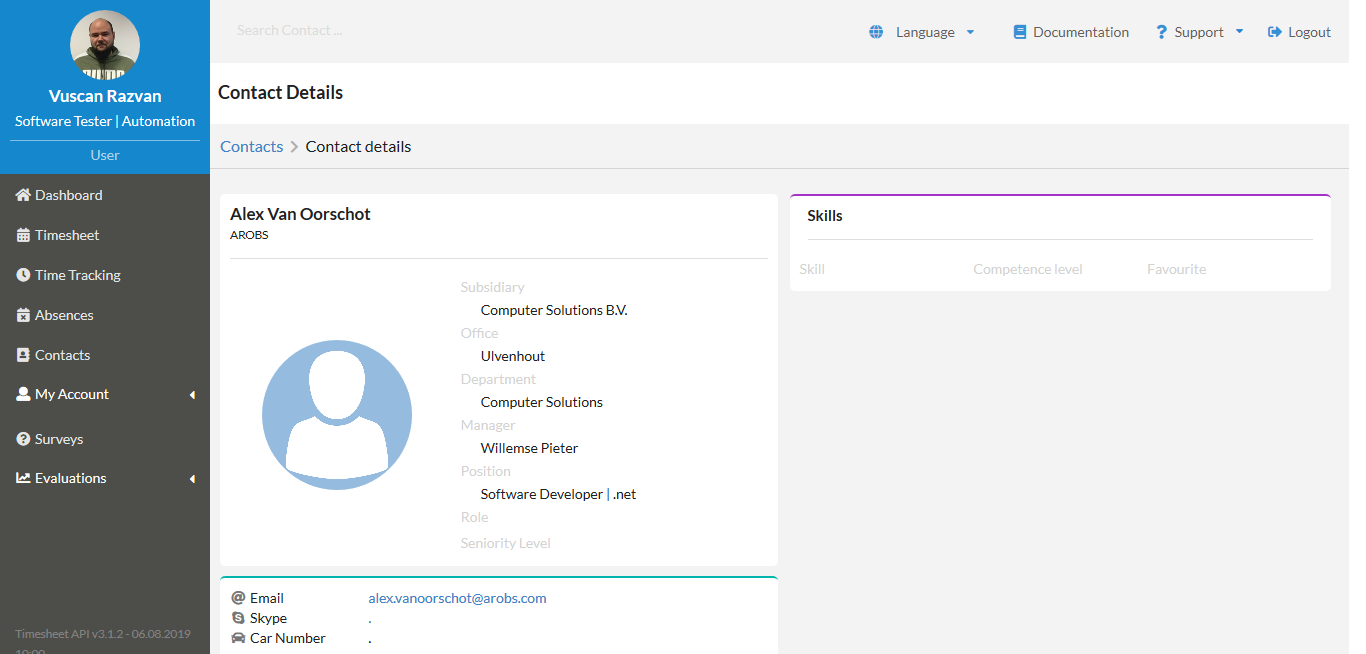 Vuscan Razvan
Software Tester | Automation
User
Dashboard
Timesheet
Time Tracking
Absences
Contacts
My Account
Surveys
Evaluations
Timesheet API v3.1.2 - 06.08.2019
Search Contact ...
Language
Documentation
Support
Logout
Contact Details
Contacts > Contact details
Alex Van Oorschot
AROBS
Subsidiary
Computer Solutions B.V.
Office
Ulvenhout
Department
Computer Solutions
Manager
Willemse Pieter
Position
Software Developer | .net
Role
Seniority Level
Email alex.vanoorschot@arobs.com
Skype .
Car Number .
Skills
Skill Competence level Favourite